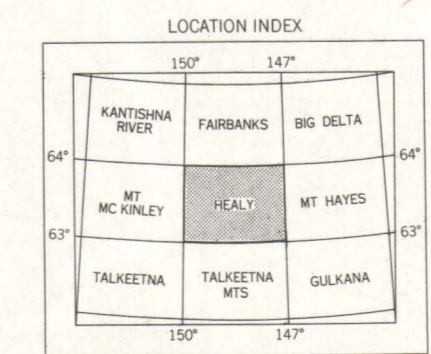 LOCATION INDEX
150° 147°
KANTISHNA
RIVER
FAIRBANKS
BIG DELTA
64° 64°
MT
MC KINLEY
HEALY
MT HAYES
63° 63°
TALKEETNA
TALKEETNA
MTS
GULKANA
150° 147°